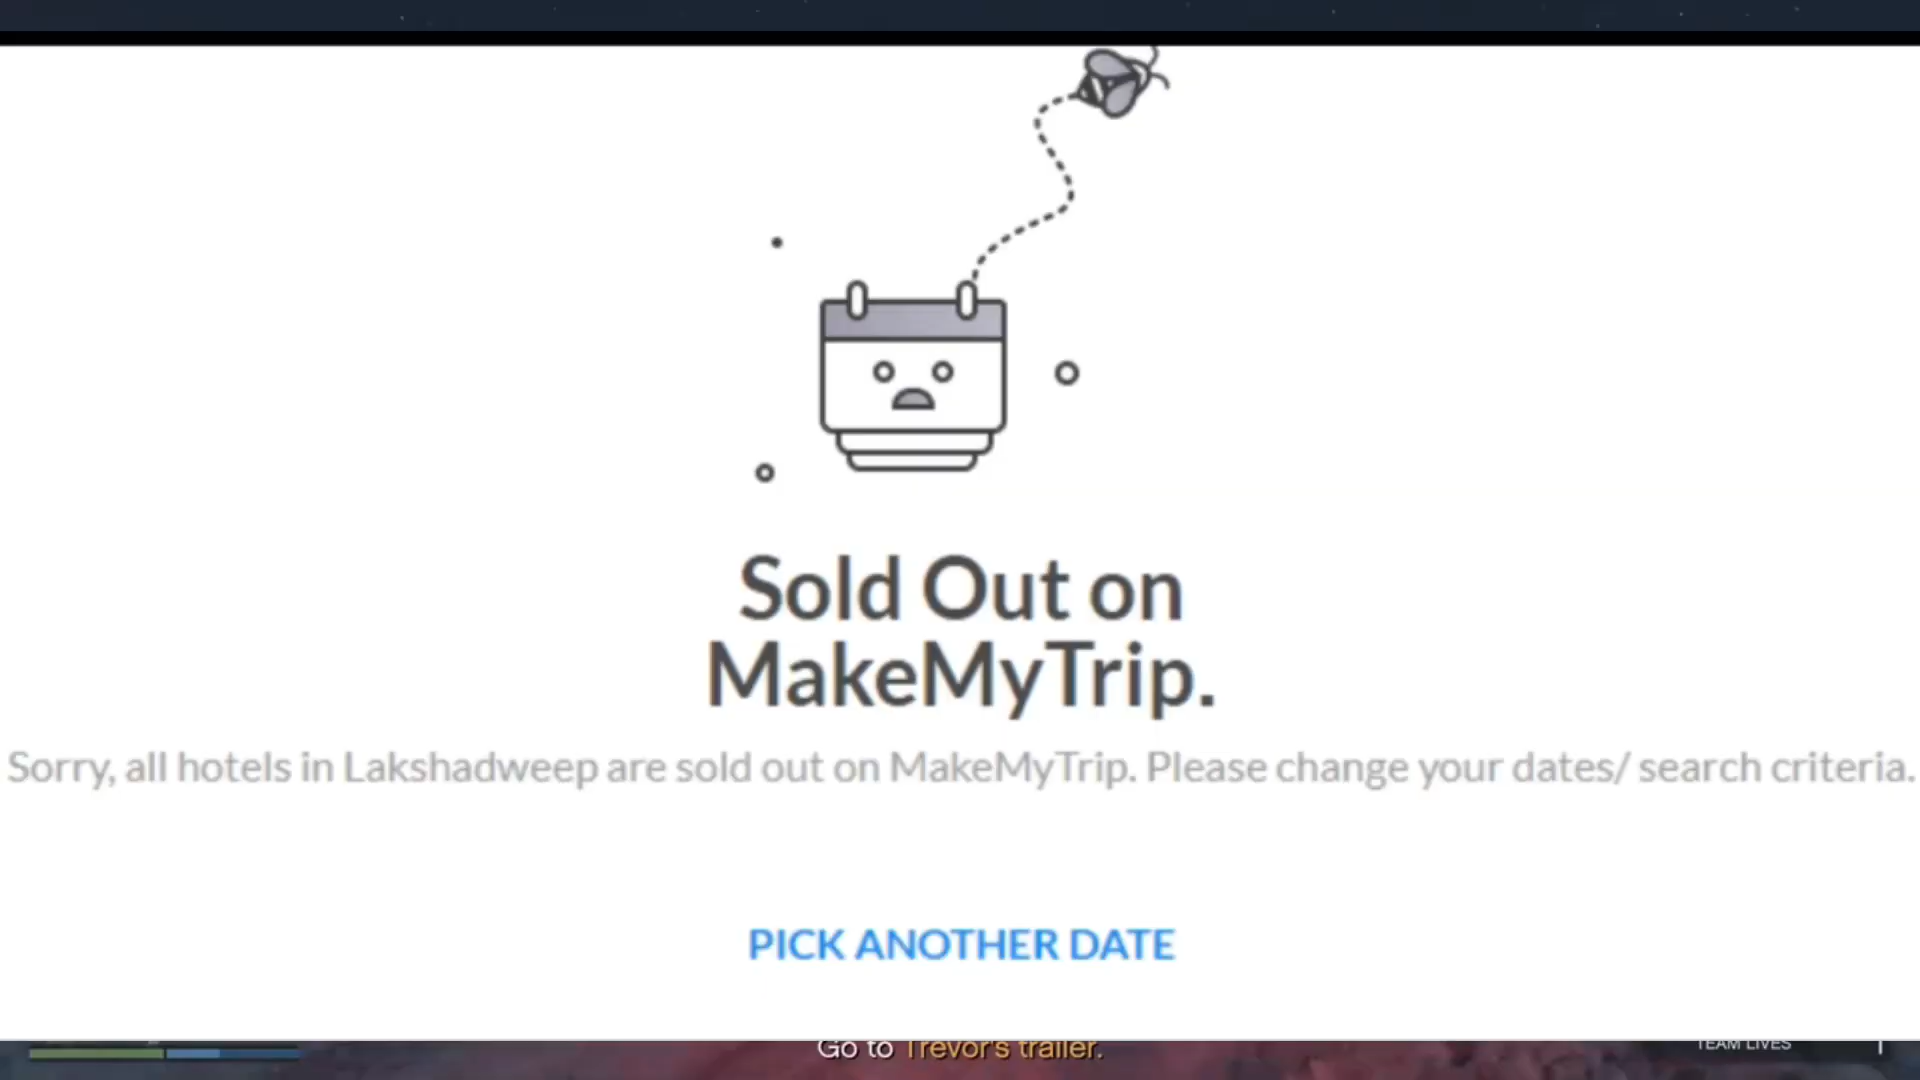 Sold Out on
MakeMyTrip.
Sorry, all hotels in Lakshadweep are sold out on MakeMyTrip. Please change your dates/ search criteria.
PICK ANOTHER DATE
Go to Trevor's trailer.
TEAM LIVES